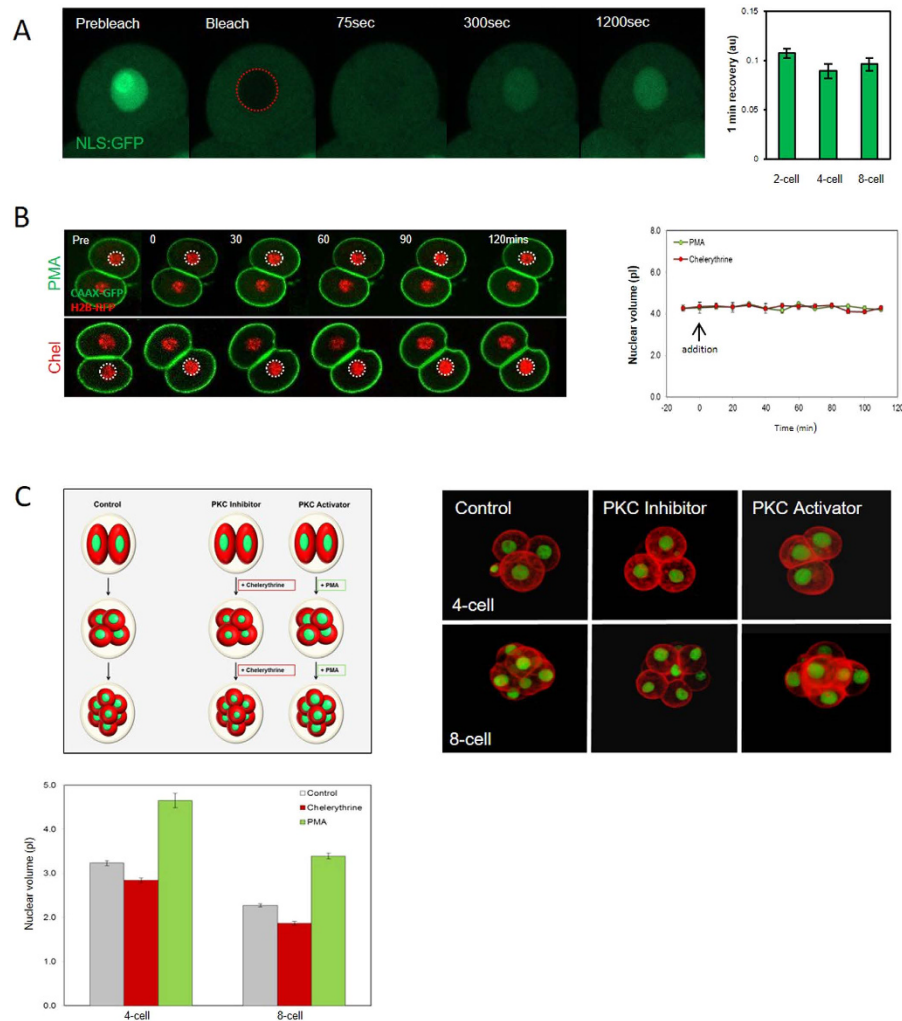 A
Prebleach
Bleach
75sec
300sec
1200sec
NLS:GFP
1 min recovery (au)
0.15
0.1
0.05
0
2-cell
4-cell
8-cell
B
PMA
Pre
0
30
60
90
120mins
CAAX-GFP
H2B-RFP
Chel
Nuclear volume (pl)
8.0
6.0
4.0
2.0
0.0
PMA
Chelerythrine
addition
-20
0
20
40
60
80
100
120
Time (min)
C
Control
PKC Inhibitor
PKC Activator
+ Chelerythrine
+ PMA
+ Chelerythrine
+ PMA
Control
PKC Inhibitor
PKC Activator
4-cell
8-cell
Nuclear volume (pl)
5.0
4.0
3.0
2.0
1.0
0.0
Control
Chelerythrine
PMA
4-cell
8-cell